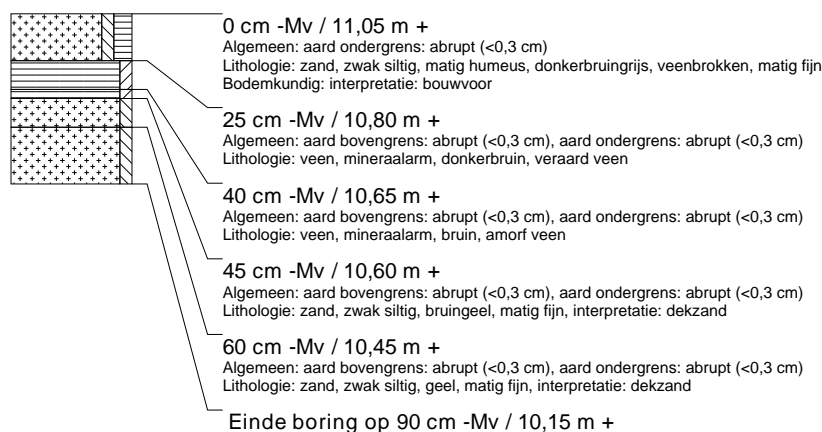 0 cm -Mv / 11,05 m +
Algemeen: aard ondergrens: abrupt (<0,3 cm)
Lithologie: zand, zwak siltig, matig humeus, donkerbruingrijs, veenbrokken, matig fijn
Bodemkundig: interpretatie: bouwvoor
25 cm -Mv / 10,80 m +
Algemeen: aard bovengrens: abrupt (<0,3 cm), aard ondergrens: abrupt (<0,3 cm)
Lithologie: veen, mineraalarm, donkerbruin, veraard veen
40 cm -Mv / 10,65 m +
Algemeen: aard bovengrens: abrupt (<0,3 cm), aard ondergrens: abrupt (<0,3 cm)
Lithologie: veen, mineraalarm, bruin, amorf veen
45 cm -Mv / 10,60 m +
Algemeen: aard bovengrens: abrupt (<0,3 cm), aard ondergrens: abrupt (<0,3 cm)
Lithologie: zand, zwak siltig, bruingeel, matig fijn, interpretatie: dekzand
60 cm -Mv / 10,45 m +
Algemeen: aard bovengrens: abrupt (<0,3 cm), aard ondergrens: abrupt (<0,3 cm)
Lithologie: zand, zwak siltig, geel, matig fijn, interpretatie: dekzand
Einde boring op 90 cm -Mv / 10,15 m +